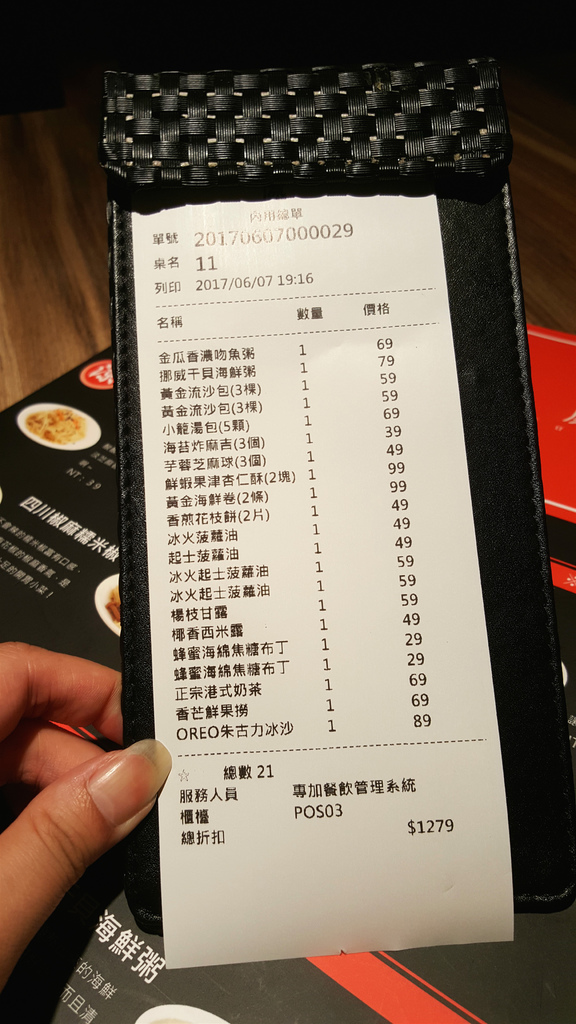 內用總單
單號 20170607000029
桌名 11
列印 2017/06/07 19:16
名稱 數量 價格
金瓜香濃吻魚粥 1 69
挪威干貝海鮮粥 1 79
黃金流沙包(3棵) 1 59
黃金流沙包(3棵) 1 59
小籠湯包(5顆) 1 69
海苔炸麻吉(3個) 1 39
芋蓉芝麻球(3個) 1 49
鮮蝦果津杏仁酥(2塊) 1 99
黃金海鮮卷(2條) 1 99
香煎花枝餅(2片) 1 49
冰火菠蘿油 1 49
起士菠蘿油 1 49
冰火起士菠蘿油 1 59
冰火起士菠蘿油 1 59
楊枝甘露 1 59
椰香西米露 1 49
蜂蜜海綿焦糖布丁 1 29
蜂蜜海綿焦糖布丁 1 29
正宗港式奶茶 1 69
香芒鮮果撈 1 69
OREO朱古力冰沙 1 89
☆ 總數 21
服務人員 專加餐飲管理系統
櫃檯 POS03
總折扣
$1279
NT: 39
四川椒麻糯米椒
海鮮粥
的海鮮
而且清